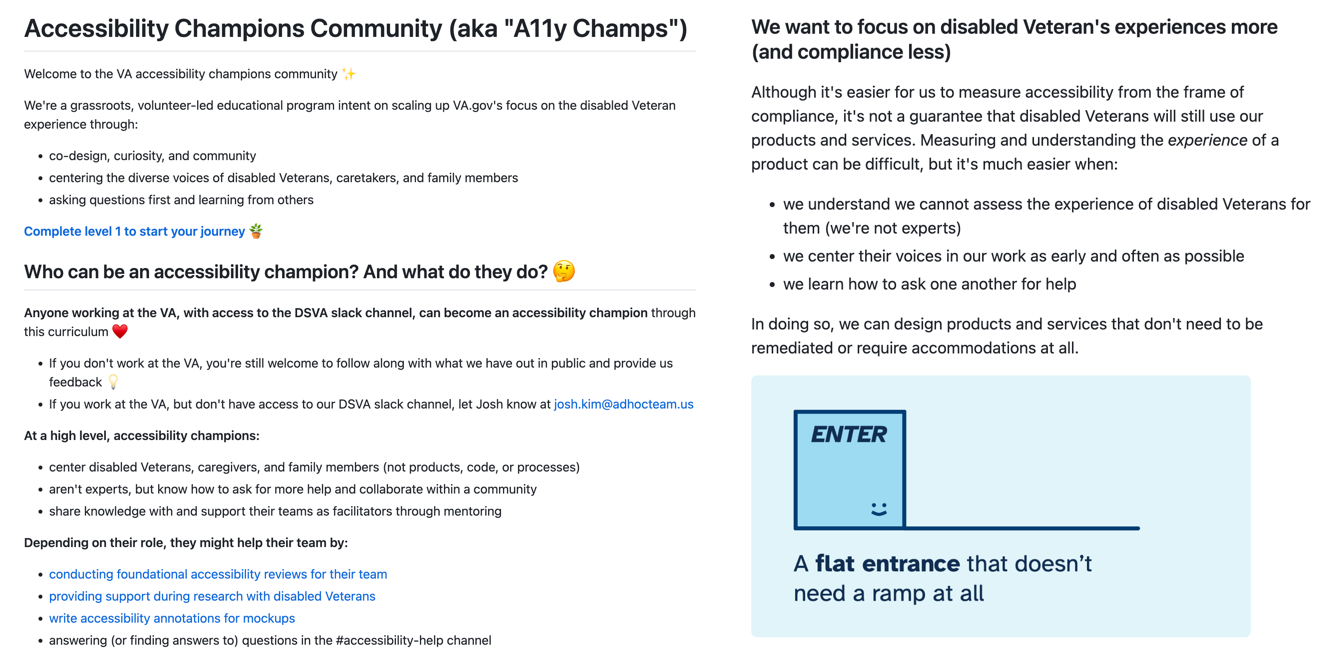 Accessibility Champions Community (aka "A11y Champs")
Welcome to the VA accessibility champions community ✨
We're a grassroots, volunteer-led educational program intent on scaling up VA.gov's focus on the disabled Veteran
experience through:
• co-design, curiosity, and community
• centering the diverse voices of disabled Veterans, caretakers, and family members
• asking questions first and learning from others
Complete level 1 to start your journey 🪴
Who can be an accessibility champion? And what do they do? 🤔
Anyone working at the VA, with access to the DSVA slack channel, can become an accessibility champion through
this curriculum ❤️
• If you don't work at the VA, you're still welcome to follow along with what we have out in public and provide us
feedback 💡
• If you work at the VA, but don't have access to our DSVA slack channel, let Josh know at josh.kim@adhocteam.us
At a high level, accessibility champions:
• center disabled Veterans, caregivers, and family members (not products, code, or processes)
• aren't experts, but know how to ask for more help and collaborate within a community
• share knowledge with and support their teams as facilitators through mentoring
Depending on their role, they might help their team by:
• conducting foundational accessibility reviews for their team
• providing support during research with disabled Veterans
• write accessibility annotations for mockups
• answering (or finding answers to) questions in the #accessibility-help channel
We want to focus on disabled Veteran's experiences more
(and compliance less)
Although it's easier for us to measure accessibility from the frame of
compliance, it's not a guarantee that disabled Veterans will still use our
products and services. Measuring and understanding the experience of a
product can be difficult, but it's much easier when:
• we understand we cannot assess the experience of disabled Veterans for
them (we're not experts)
• we center their voices in our work as early and often as possible
• we learn how to ask one another for help
In doing so, we can design products and services that don't need to be
remediated or require accommodations at all.
ENTER
A flat entrance that doesn't
need a ramp at all